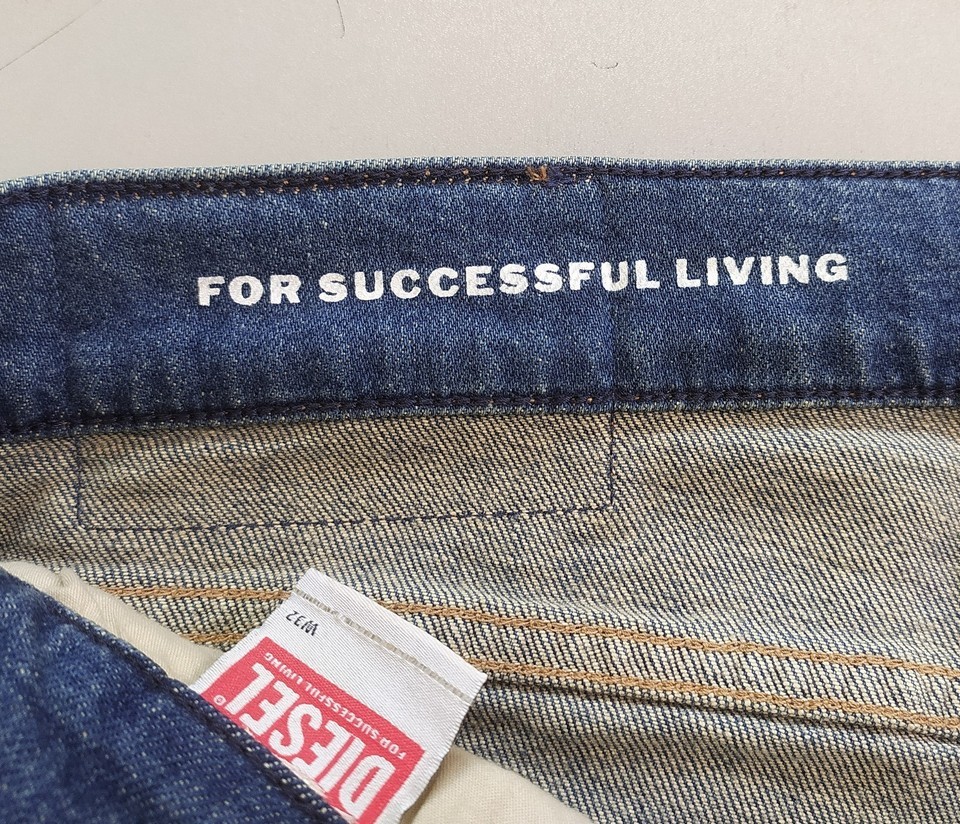 FOR SUCCESSFUL LIVING
W32
DIESEL®
FOR SUCCESSFUL LIVING